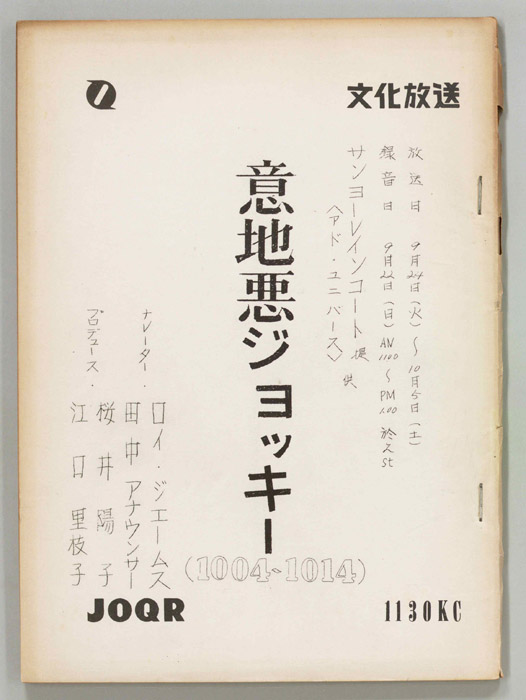 文化放送
放送日 9月24日(火)〜10月5日(土)
録音日 9月22日(日)AM 1100〜PM 1.00 於 st
サンヨーレインコート提供
〈アド・ユニバース〉
意地悪ジョッキー
(1004〜1014)
ナレーター・ロイ・ジェームス
田中アナウンサー
桜井陽子
プロデュース・江口里枝子
JOQR
1130KC